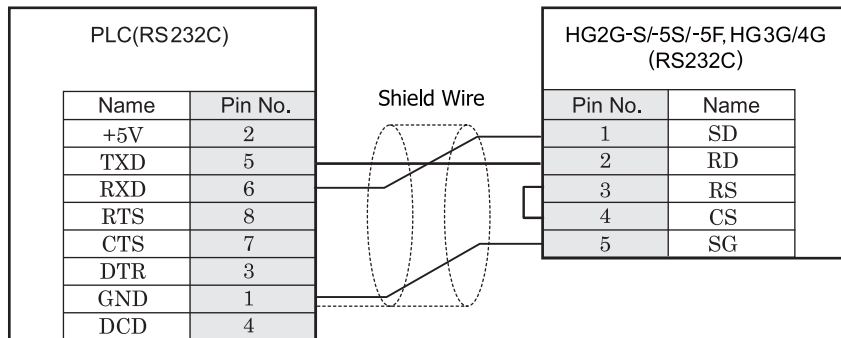 PLC(RS232C)
HG2G-S/-5S/-5F, HG3G/4G
(RS232C)
Shield Wire
Name Pin No.
+5V 2
TXD 5
RXD 6
RTS 8
CTS 7
DTR 3
GND 1
DCD 4
Pin No. Name
1 SD
2 RD
3 RS
4 CS
5 SG